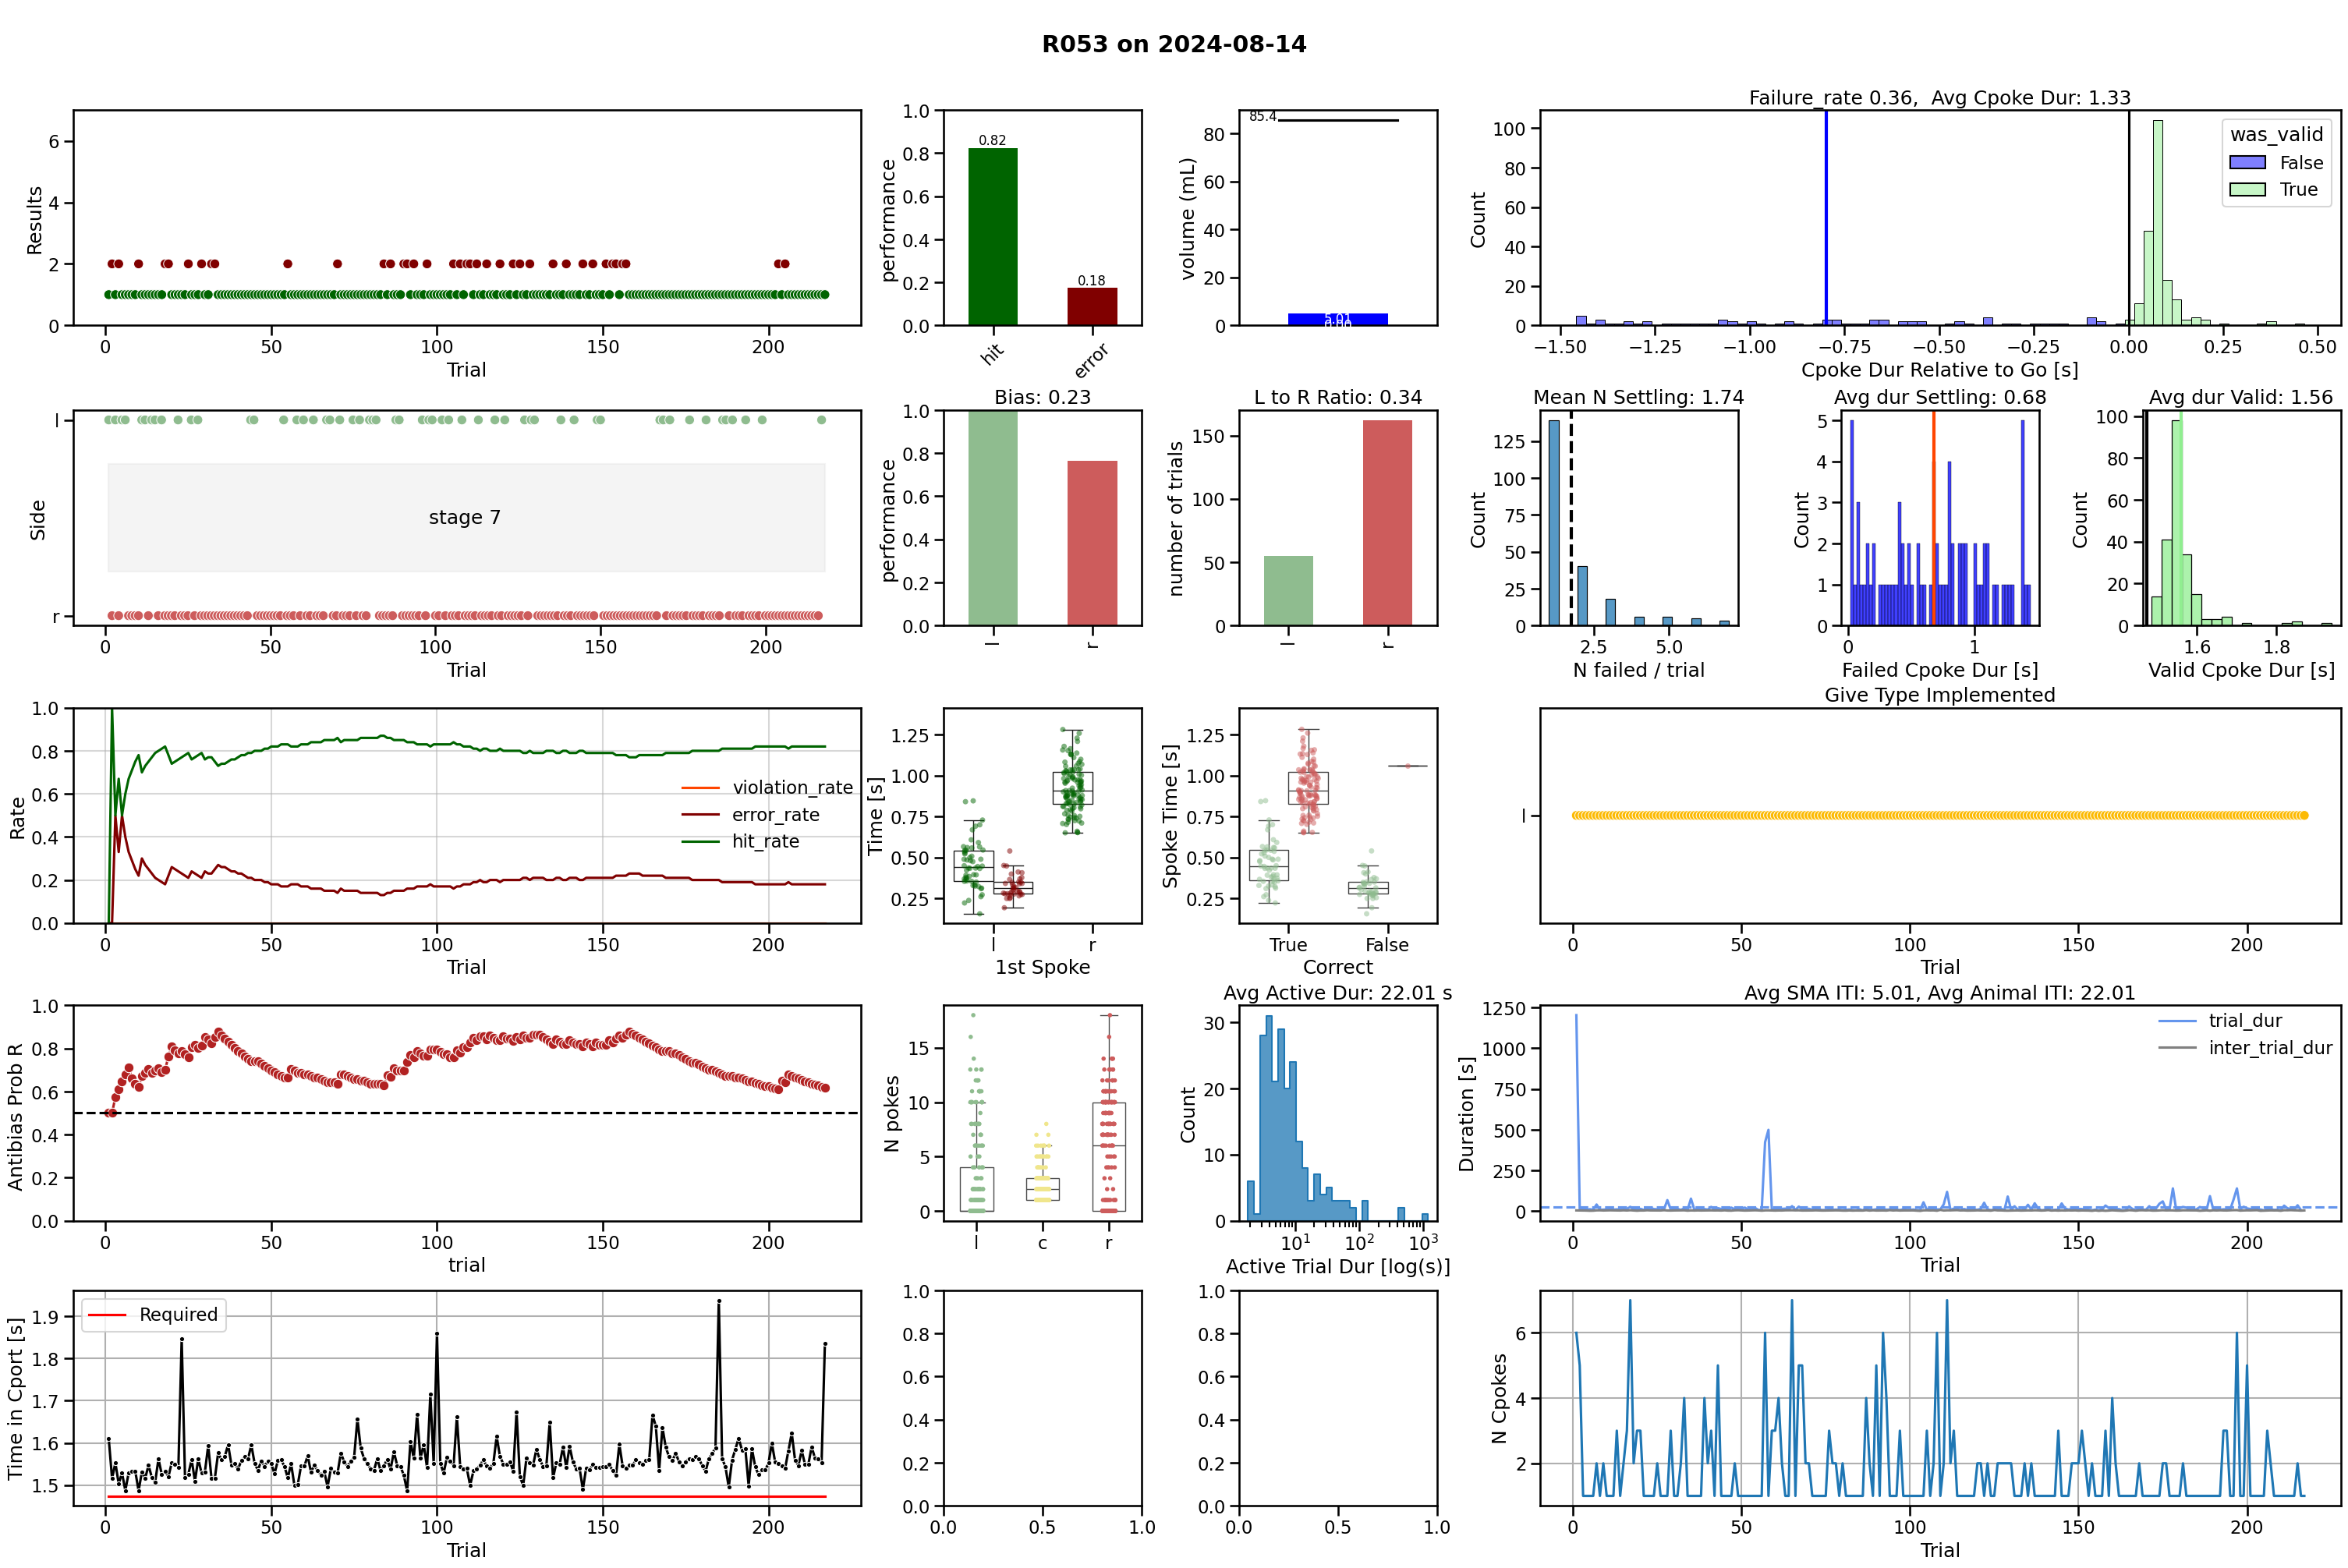 R053 on 2024-08-14
Results
6
4
2
0
0
50
100
150
200
Trial
performance
1.0
0.8
0.6
0.4
0.2
0.0
0.82
0.18
hit
error
volume (mL)
80
60
40
20
0
85.4
5.01
Failure_rate 0.36,  Avg Cpoke Dur: 1.33
Count
100
80
60
40
20
0
was_valid
False
True
−1.50
−1.25
−1.00
−0.75
−0.50
−0.25
0.00
0.25
0.50
Cpoke Dur Relative to Go [s]
Side
l
r
stage 7
0
50
100
150
200
Trial
Bias: 0.23
performance
1.0
0.8
0.6
0.4
0.2
0.0
l
r
L to R Ratio: 0.34
number of trials
150
100
50
0
l
r
Mean N Settling: 1.74
Count
125
100
75
50
25
0
2.5
5.0
N failed / trial
Avg dur Settling: 0.68
Count
5
4
3
2
1
0
0
1
Failed Cpoke Dur [s]
Avg dur Valid: 1.56
Count
100
80
60
40
20
0
1.6
1.8
Valid Cpoke Dur [s]
Rate
1.0
0.8
0.6
0.4
0.2
0.0
violation_rate
error_rate
hit_rate
0
50
100
150
200
Trial
Time [s]
1.25
1.00
0.75
0.50
0.25
l
r
1st Spoke
Spoke Time [s]
1.25
1.00
0.75
0.50
0.25
True
False
Correct
Give Type Implemented
l
0
50
100
150
200
Trial
Antibias Prob R
1.0
0.8
0.6
0.4
0.2
0.0
0
50
100
150
200
trial
N pokes
15
10
5
0
l
c
r
Avg Active Dur: 22.01 s
Count
30
20
10
0
10¹
10²
10³
Active Trial Dur [log(s)]
Avg SMA ITI: 5.01, Avg Animal ITI: 22.01
Duration [s]
1250
1000
750
500
250
0
trial_dur
inter_trial_dur
0
50
100
150
200
Trial
Time in Cport [s]
1.9
1.8
1.7
1.6
1.5
Required
0
50
100
150
200
Trial
1.0
0.8
0.6
0.4
0.2
0.0
0.0
0.5
1.0
1.0
0.8
0.6
0.4
0.2
0.0
0.0
0.5
1.0
N Cpokes
6
4
2
0
50
100
150
200
Trial